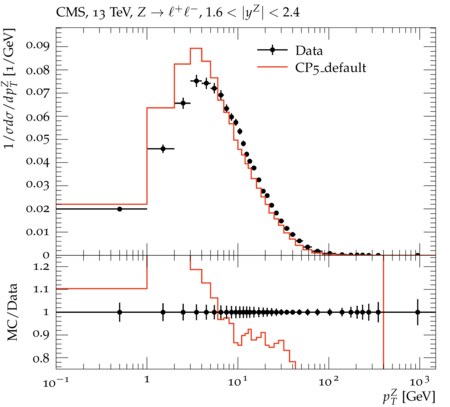 CMS, 13 TeV, Z → ℓ⁺ℓ⁻, 1.6 < |y^Z| < 2.4
1/σdσ/dp_T^Z [1/GeV]
0.09
0.08
0.07
0.06
0.05
0.04
0.03
0.02
0.01
0
Data
CP5_default
MC/Data
1.2
1.1
1
0.9
0.8
10⁻¹ 1 10¹ 10² 10³
p_T^Z [GeV]